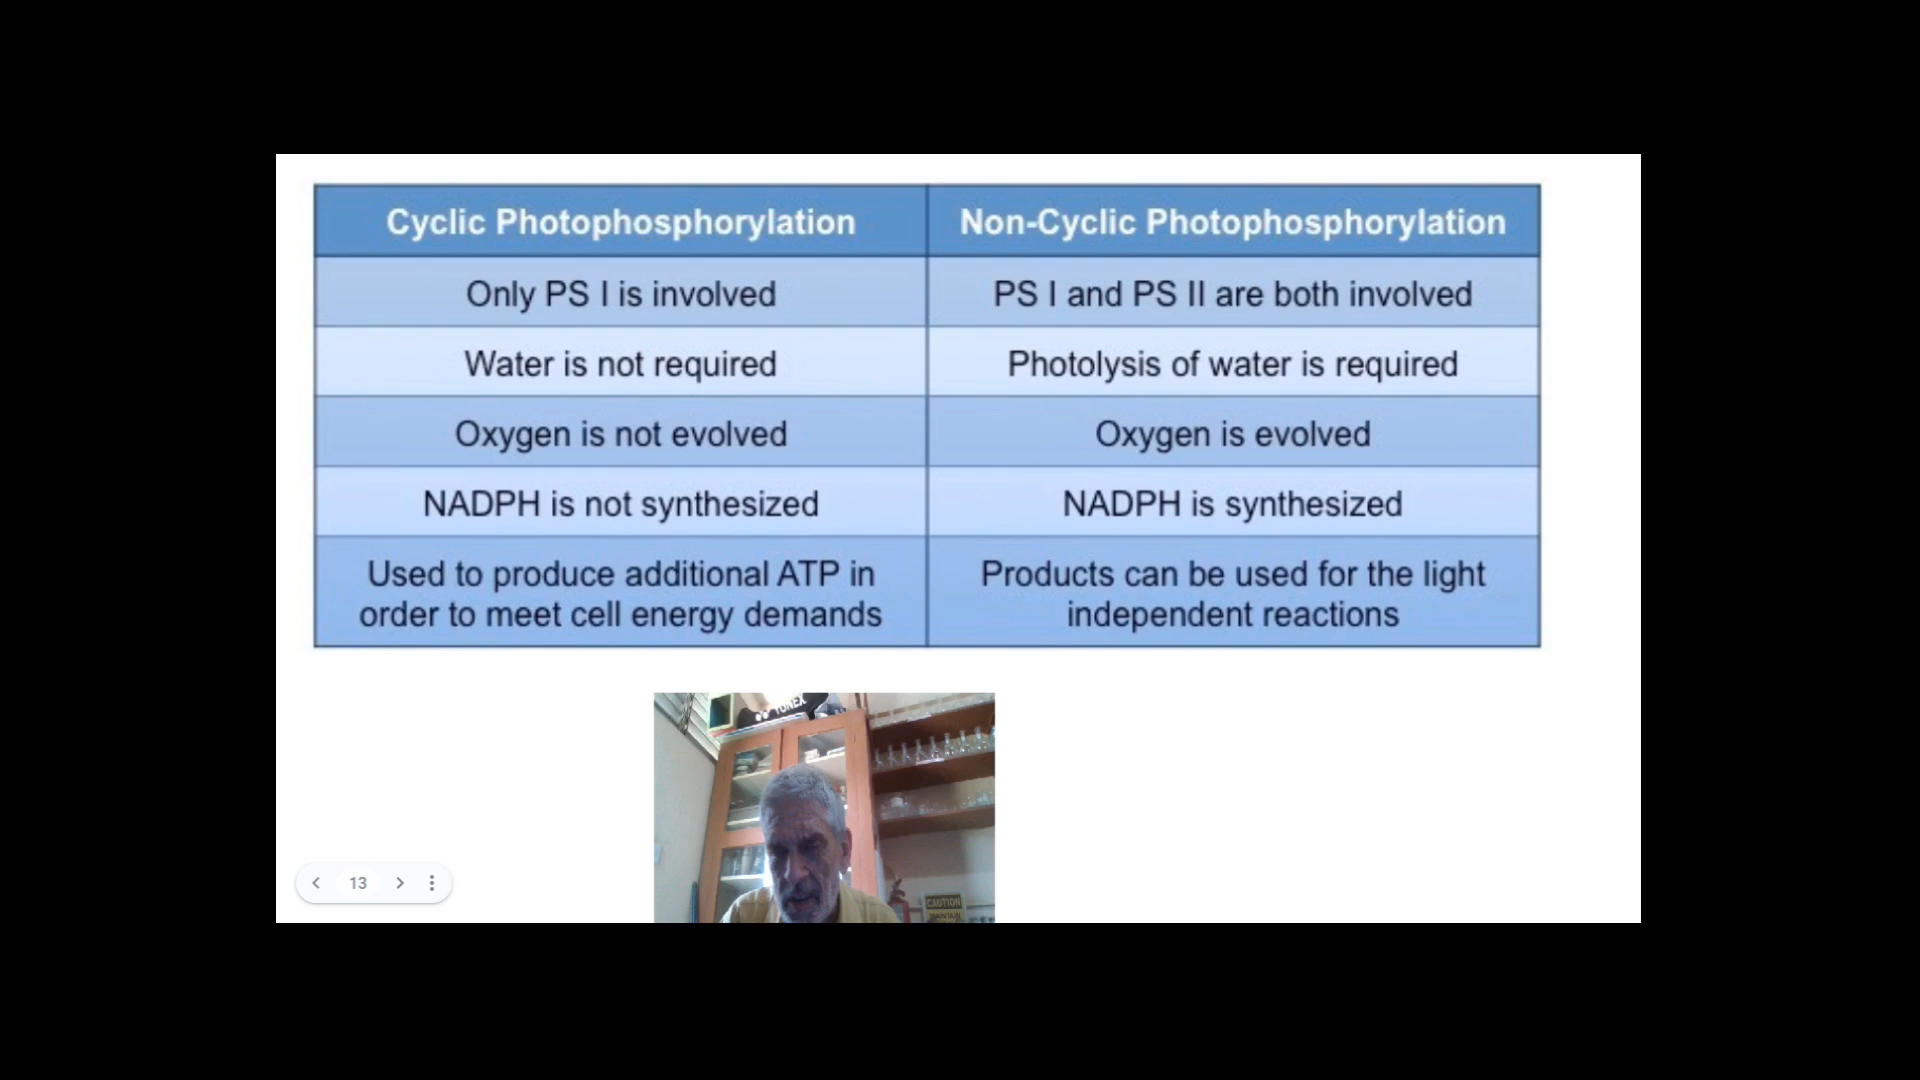 Cyclic Photophosphorylation
Non-Cyclic Photophosphorylation
Only PS I is involved
PS I and PS II are both involved
Water is not required
Photolysis of water is required
Oxygen is not evolved
Oxygen is evolved
NADPH is not synthesized
NADPH is synthesized
Used to produce additional ATP in
order to meet cell energy demands
Products can be used for the light
independent reactions
YONEX
13
CAUTION
MAINTAIN